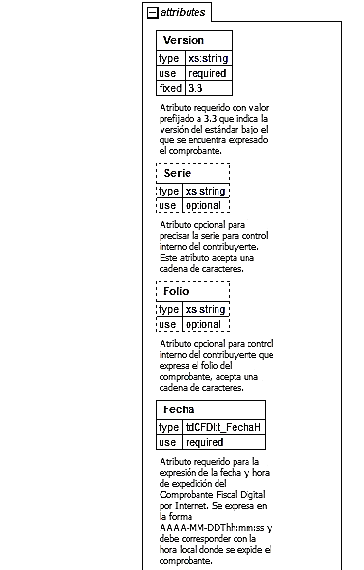 attributes
Version
type xs:string
use required
fixed 3.3
Atributo requerido con valor
prefijado a 3.3 que indica la
versión del estándar bajo el
que se encuentra expresado
el comprobante.
Serie
type xs:string
use optional
Atributo opcional para
precisar la serie para control
interno del contribuyente.
Este atributo acepta una
cadena de caracteres.
Folio
type xs:string
use optional
Atributo opcional para control
interno del contribuyente que
expresa el folio del
comprobante, acepta una
cadena de caracteres.
Fecha
type tdCFDI:t_FechaH
use required
Atributo requerido para la
expresión de la fecha y hora
de expedición del
Comprobante Fiscal Digital
por Internet. Se expresa en
la forma
AAAA-MM-DDThh:mm:ss y
debe corresponder con la
hora local donde se expide el
comprobante.